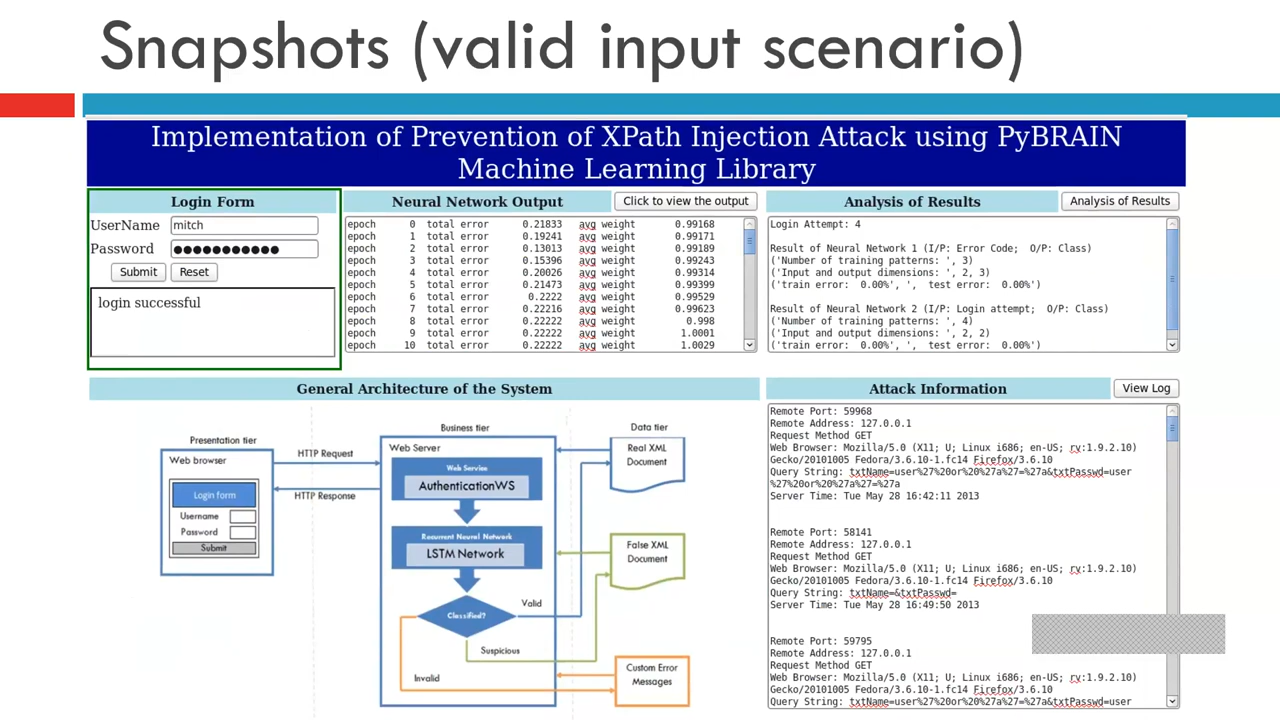 Snapshots (valid input scenario)
Implementation of Prevention of XPath Injection Attack using PyBRAIN
Machine Learning Library
Login Form
UserName mitch
Password ●●●●●●●●●●●
Submit Reset
login successful
Neural Network Output Click to view the output
epoch 0 total error 0.21833 avg weight 0.99168
epoch 1 total error 0.19241 avg weight 0.99171
epoch 2 total error 0.13013 avg weight 0.99189
epoch 3 total error 0.15396 avg weight 0.99243
epoch 4 total error 0.20026 avg weight 0.99314
epoch 5 total error 0.21473 avg weight 0.99399
epoch 6 total error 0.2222 avg weight 0.99529
epoch 7 total error 0.22216 avg weight 0.99623
epoch 8 total error 0.22222 avg weight 0.998
epoch 9 total error 0.22222 avg weight 1.0001
epoch 10 total error 0.22222 avg weight 1.0029
Analysis of Results Analysis of Results
Login Attempt: 4
Result of Neural Network 1 (I/P: Error Code; O/P: Class)
('Number of training patterns: ', 3)
('Input and output dimensions: ', 2, 3)
('train error: 0.00%', ', test error: 0.00%')
Result of Neural Network 2 (I/P: Login attempt; O/P: Class)
('Number of training patterns: ', 4)
('Input and output dimensions: ', 2, 2)
('train error: 0.00%', ', test error: 0.00%')
General Architecture of the System
Presentation tier
Web browser
Login form
Username
Password
Submit
HTTP Request
HTTP Response
Business tier
Web Server
Web Service
AuthenticationWS
Recurrent Neural Network
LSTM Network
Classified?
Valid
Suspicious
Invalid
Data tier
Real XML
Document
False XML
Document
Custom Error
Messages
Attack Information View Log
Remote Port: 59968
Remote Address: 127.0.0.1
Request Method GET
Web Browser: Mozilla/5.0 (X11; U; Linux i686; en-US; rv:1.9.2.10)
Gecko/20101005 Fedora/3.6.10-1.fc14 Firefox/3.6.10
Query String: txtName=user%27%20or%20%27a%27=%27a&txtPasswd=user
%27%20or%20%27a%27=%27a
Server Time: Tue May 28 16:42:11 2013
Remote Port: 58141
Remote Address: 127.0.0.1
Request Method GET
Web Browser: Mozilla/5.0 (X11; U; Linux i686; en-US; rv:1.9.2.10)
Gecko/20101005 Fedora/3.6.10-1.fc14 Firefox/3.6.10
Query String: txtName=&txtPasswd=
Server Time: Tue May 28 16:49:50 2013
Remote Port: 59795
Remote Address: 127.0.0.1
Request Method GET
Web Browser: Mozilla/5.0 (X11; U; Linux i686; en-US; rv:1.9.2.10)
Gecko/20101005 Fedora/3.6.10-1.fc14 Firefox/3.6.10
Query String: txtName=user%27%20or%20%27a%27=%27a&txtPasswd=user